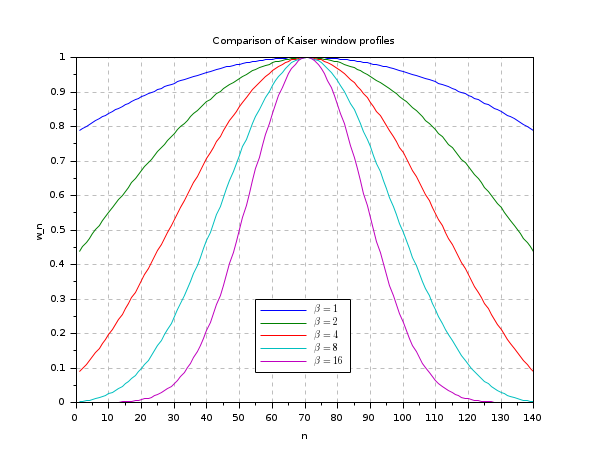 Comparison of Kaiser window profiles
1
0.9
0.8
0.7
0.6
0.5
0.4
0.3
0.2
0.1
0
w_n
β = 1
β = 2
β = 4
β = 8
β = 16
0 10 20 30 40 50 60 70 80 90 100 110 120 130 140
n